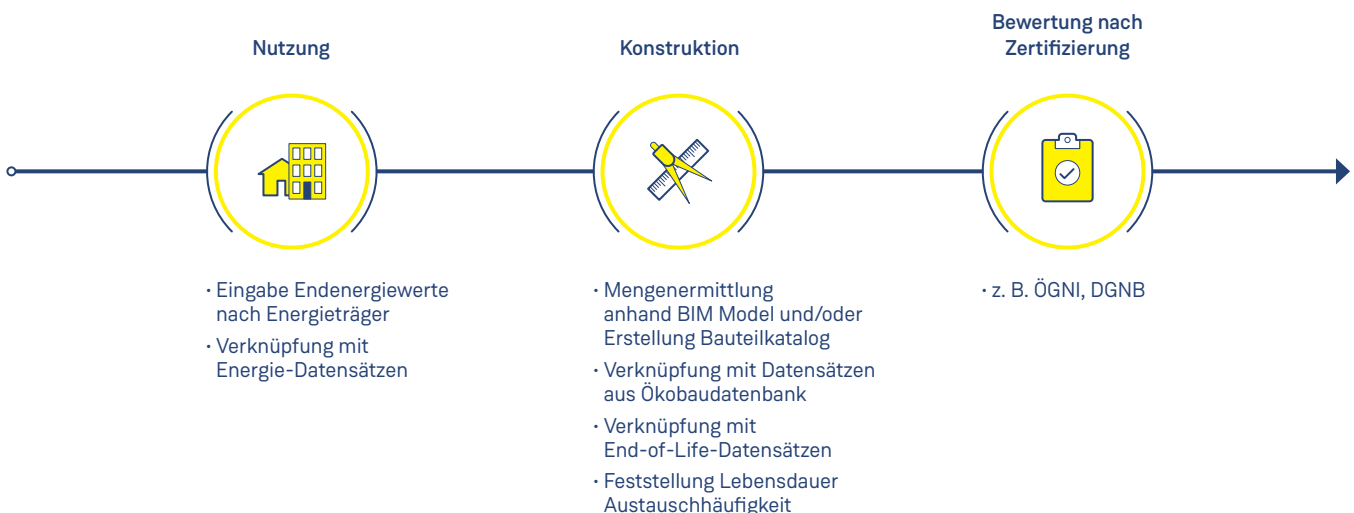 Nutzung
· Eingabe Endenergiewerte
nach Energieträger
· Verknüpfung mit
Energie-Datensätzen
Konstruktion
· Mengenermittlung
anhand BIM Model und/oder
Erstellung Bauteilkatalog
· Verknüpfung mit Datensätzen
aus Ökobaudatenbank
· Verknüpfung mit
End-of-Life-Datensätzen
· Feststellung Lebensdauer
Austauschhäufigkeit
Bewertung nach
Zertifizierung
· z. B. ÖGNI, DGNB